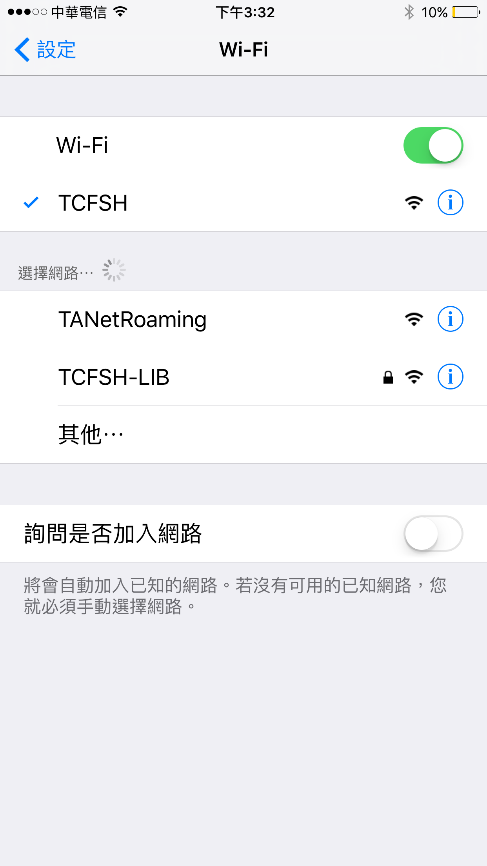 中華電信 下午3:32 10%
設定 Wi-Fi
Wi-Fi
TCFSH
選擇網路⋯
TANetRoaming
TCFSH-LIB
其他⋯
詢問是否加入網路
將會自動加入已知的網路。若沒有可用的已知網路，您
就必須手動選擇網路。